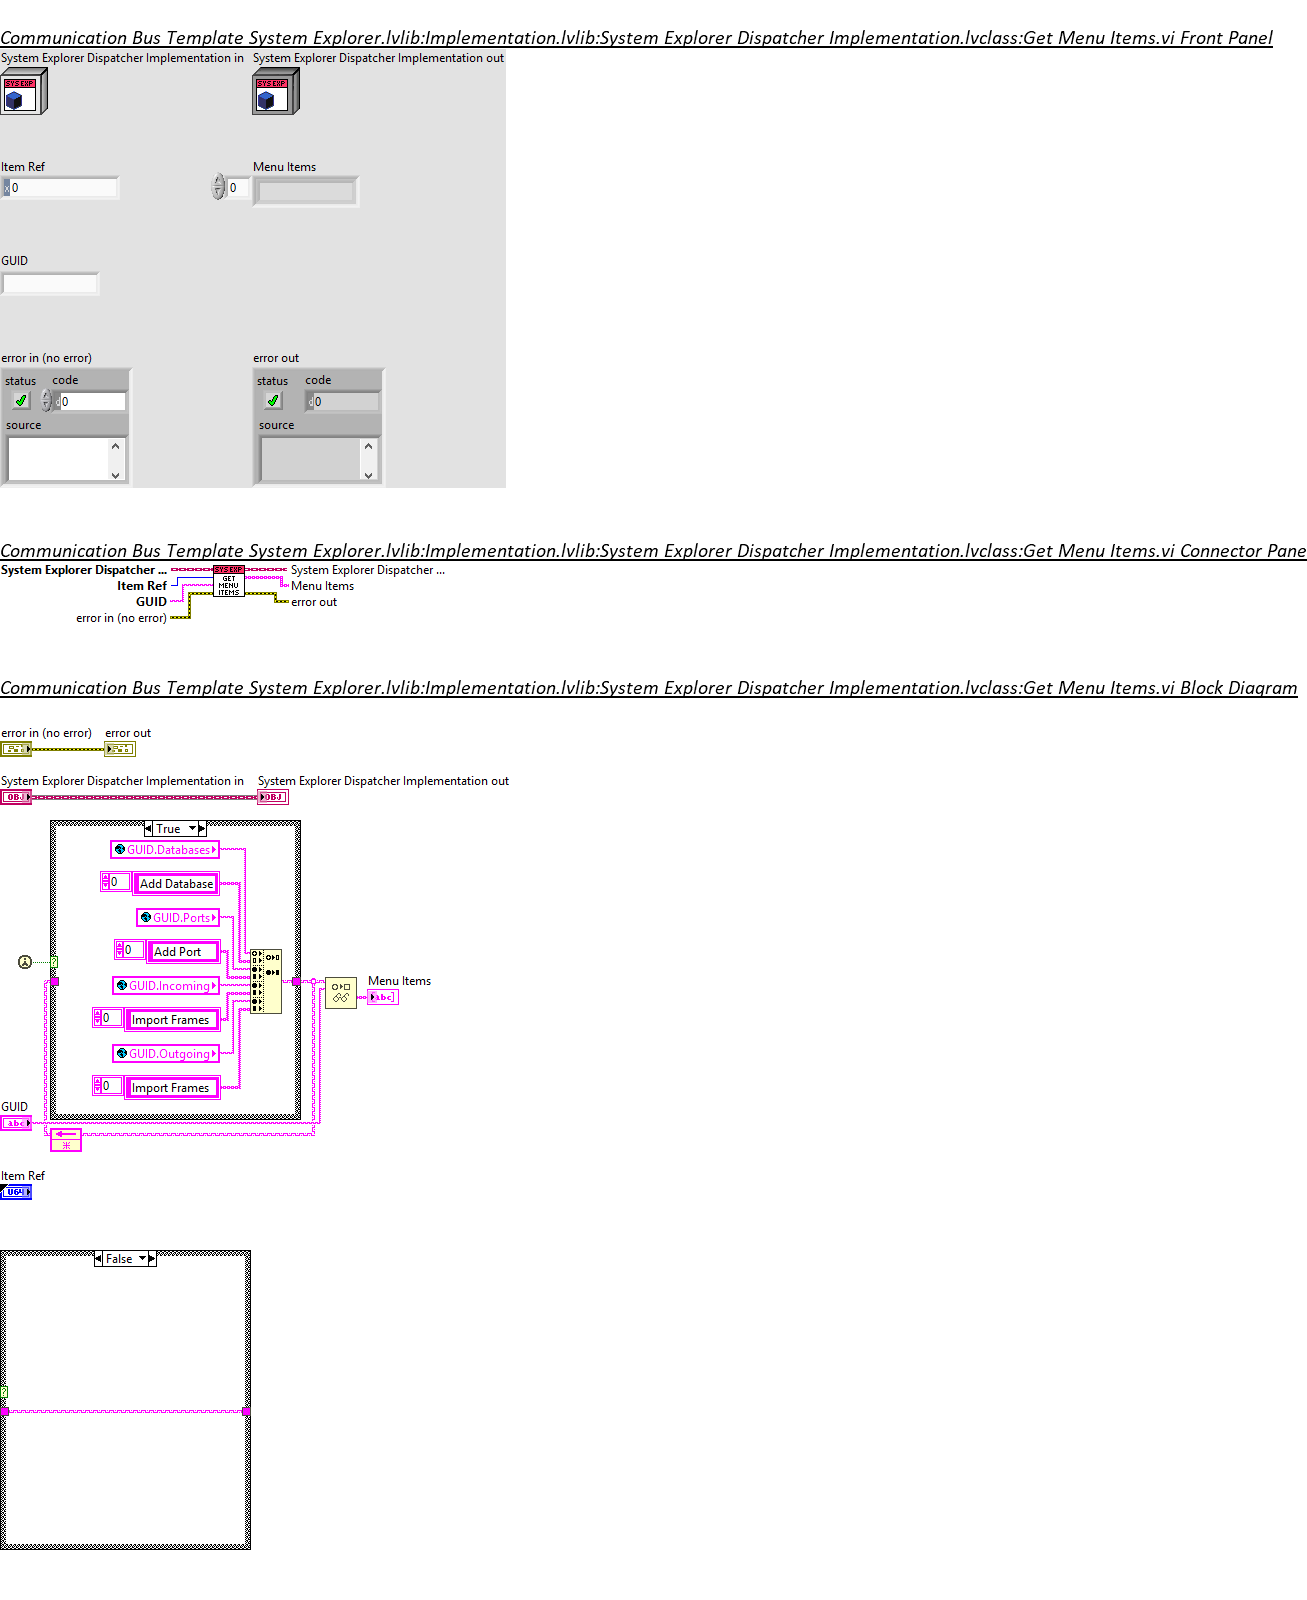 Communication Bus Template System Explorer.lvlib:Implementation.lvlib:System Explorer Dispatcher Implementation.lvclass:Get Menu Items.vi Front Panel
System Explorer Dispatcher Implementation in System Explorer Dispatcher Implementation out
SYS EXP SYS EXP
Item Ref Menu Items
x 0 0
GUID
error in (no error) error out
status code status code
d 0 d 0
source source
Communication Bus Template System Explorer.lvlib:Implementation.lvlib:System Explorer Dispatcher Implementation.lvclass:Get Menu Items.vi Connector Pane
System Explorer Dispatcher ... SYS EXP System Explorer Dispatcher ...
Item Ref GET Menu Items
GUID MENU error out
ITEMS
error in (no error)
Communication Bus Template System Explorer.lvlib:Implementation.lvlib:System Explorer Dispatcher Implementation.lvclass:Get Menu Items.vi Block Diagram
error in (no error) error out
System Explorer Dispatcher Implementation in System Explorer Dispatcher Implementation out
OBJ OBJ
True
GUID.Databases
0 Add Database
GUID.Ports
0 Add Port
?
GUID.Incoming Menu Items
abc
0 Import Frames
GUID.Outgoing
0 Import Frames
GUID
abc
Item Ref
U64
False
?